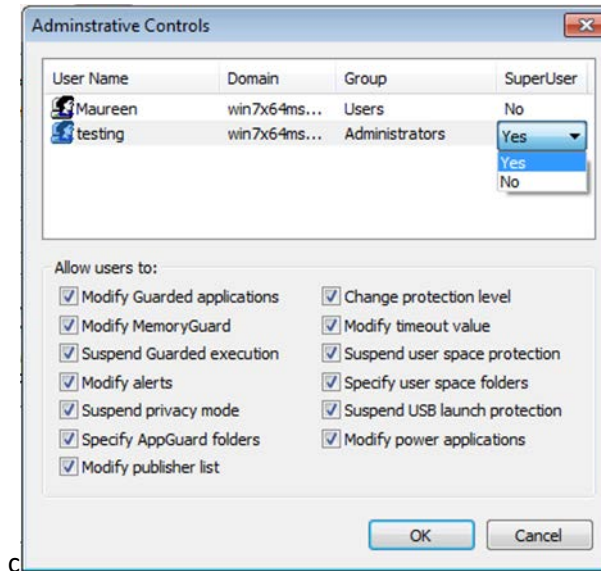 Adminstrative Controls
User Name Domain Group SuperUser
Maureen win7x64ms... Users No
testing win7x64ms... Administrators Yes
Yes
No
Allow users to:
Modify Guarded applications Change protection level
Modify MemoryGuard Modify timeout value
Suspend Guarded execution Suspend user space protection
Modify alerts Specify user space folders
Suspend privacy mode Suspend USB launch protection
Specify AppGuard folders Modify power applications
Modify publisher list
OK Cancel
c